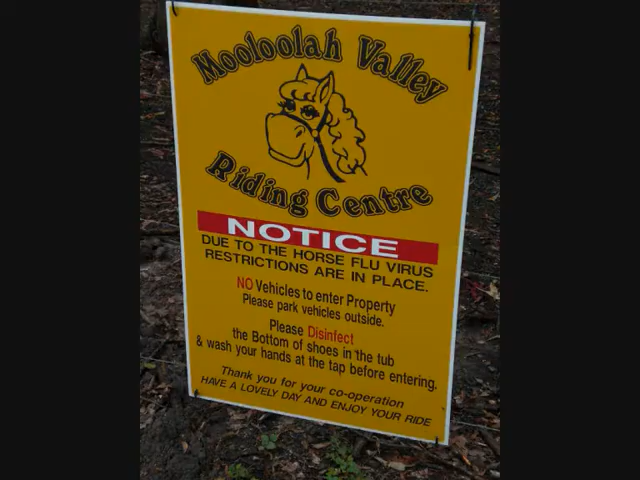 Mooloolah Valley
Riding Centre
NOTICE
DUE TO THE HORSE FLU VIRUS
RESTRICTIONS ARE IN PLACE.
NO Vehicles to enter Property
Please park vehicles outside.
Please Disinfect
the Bottom of shoes in the tub
& wash your hands at the tap before entering.
Thank you for your co-operation
HAVE A LOVELY DAY AND ENJOY YOUR RIDE